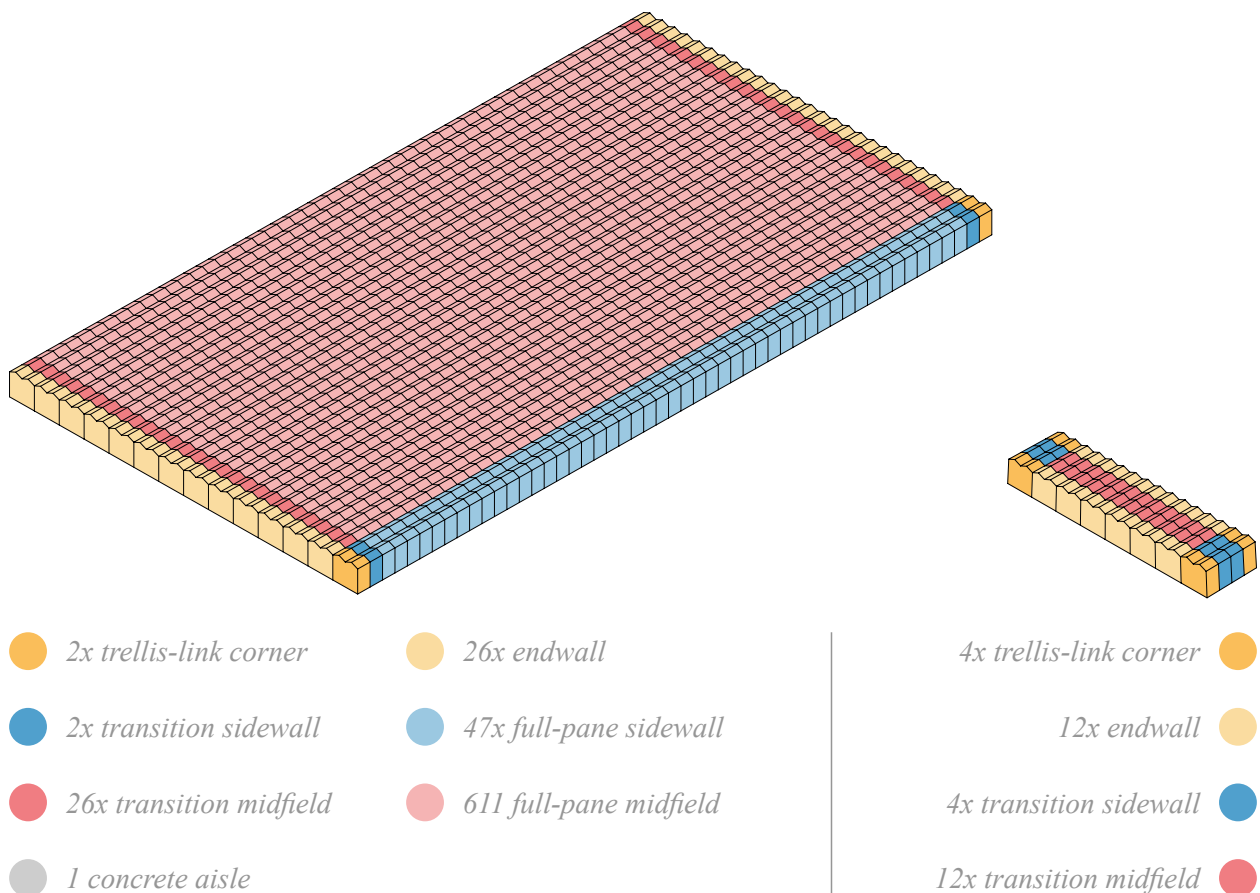 2x trellis-link corner
26x endwall
2x transition sidewall
47x full-pane sidewall
26x transition midfield
611 full-pane midfield
1 concrete aisle
4x trellis-link corner
12x endwall
4x transition sidewall
12x transition midfield